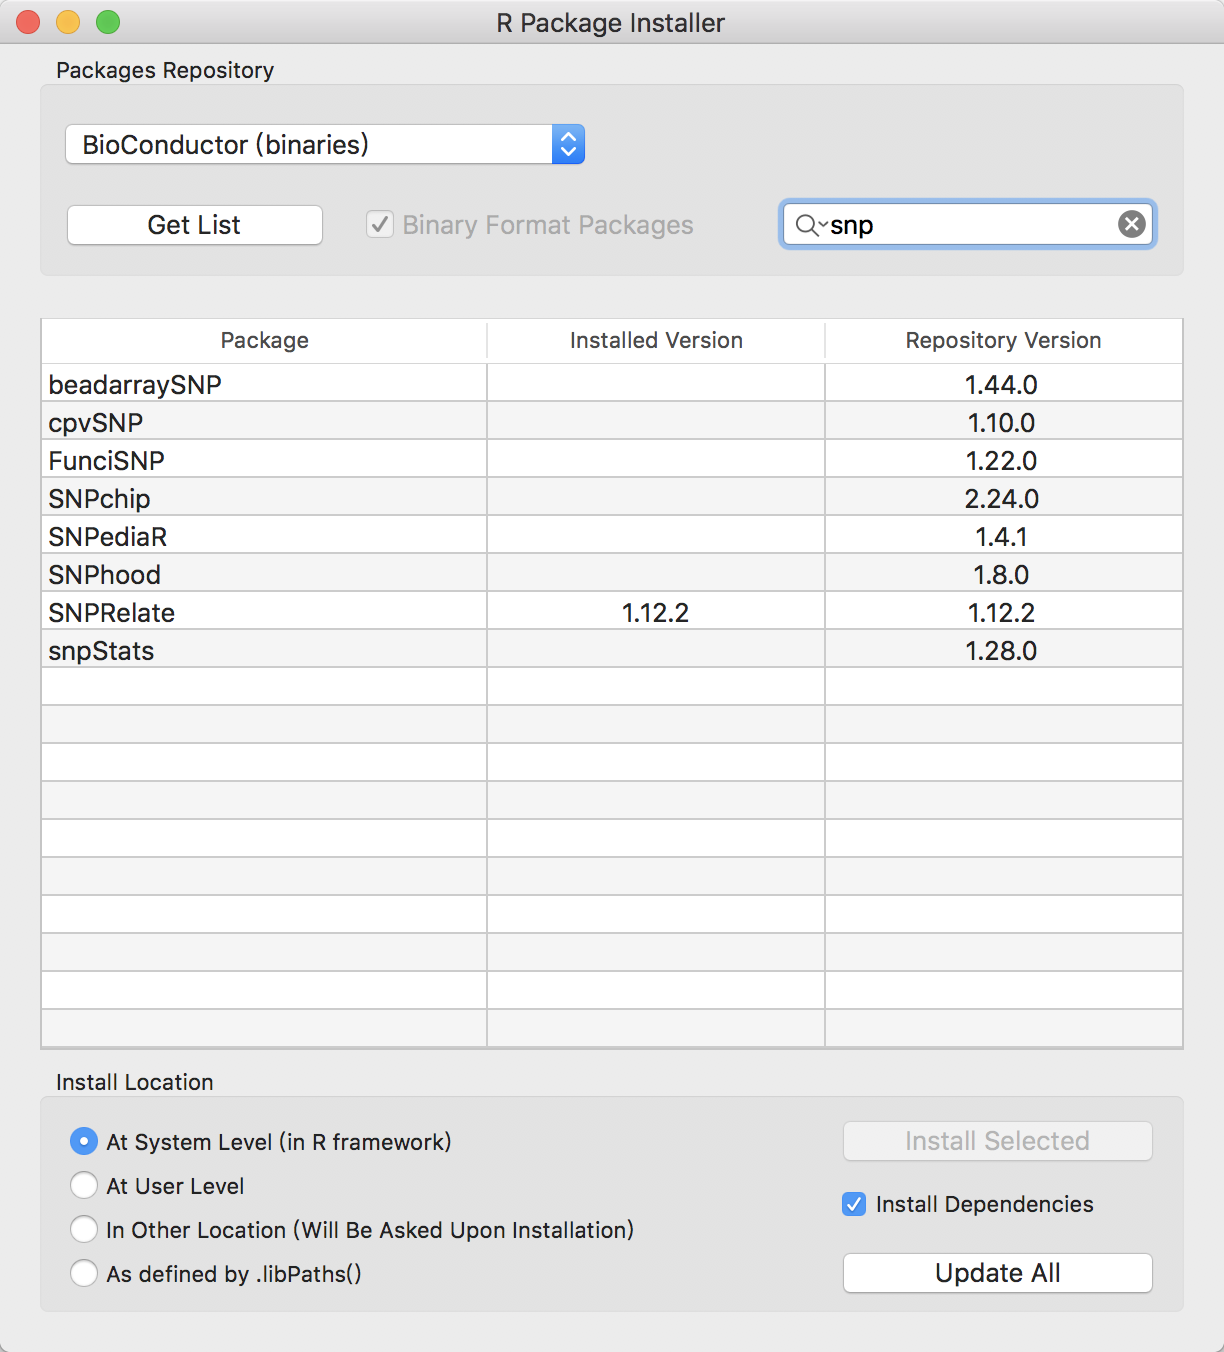 R Package Installer
Packages Repository
BioConductor (binaries)
Get List Binary Format Packages snp
Package Installed Version Repository Version
beadarraySNP 1.44.0
cpvSNP 1.10.0
FunciSNP 1.22.0
SNPchip 2.24.0
SNPediaR 1.4.1
SNPhood 1.8.0
SNPRelate 1.12.2 1.12.2
snpStats 1.28.0
Install Location
At System Level (in R framework) Install Selected
At User Level Install Dependencies
In Other Location (Will Be Asked Upon Installation)
As defined by .libPaths() Update All